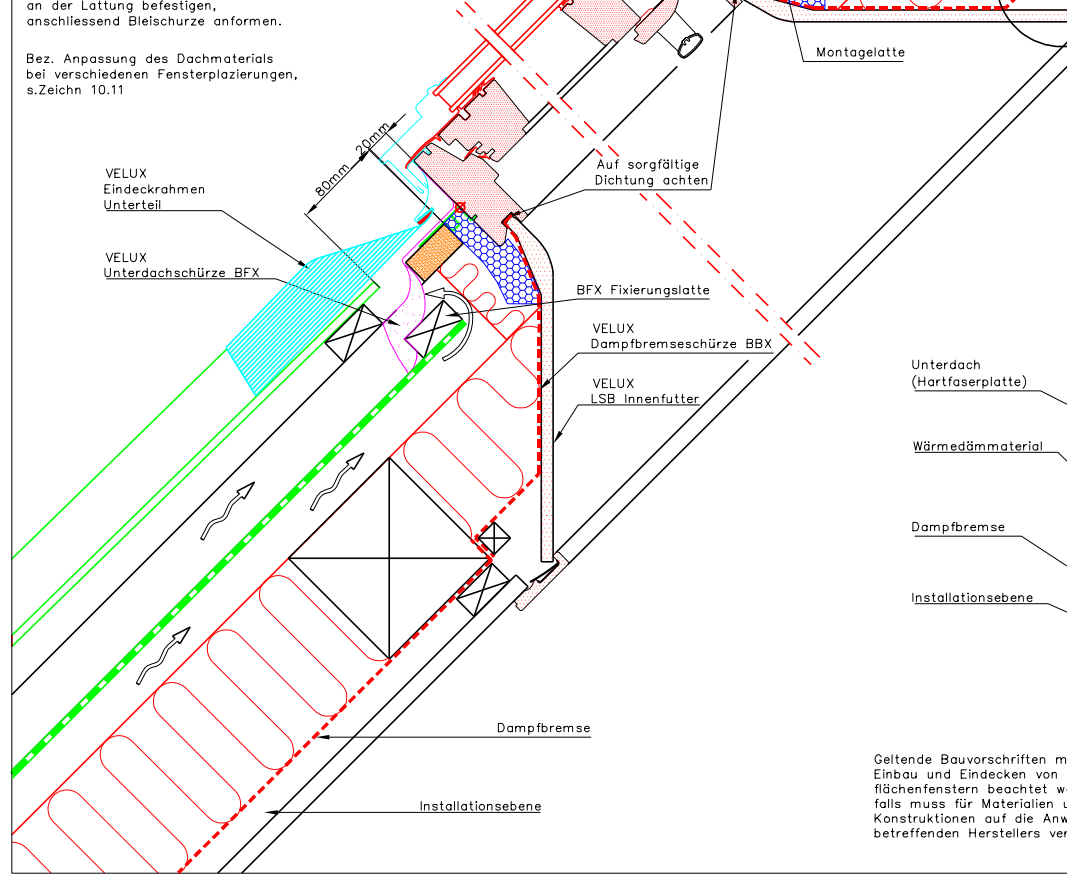 an der Lattung befestigen,
anschliessend Bleischurze anformen.
Bez. Anpassung des Dachmaterials
bei verschiedenen Fensterplazierungen,
s.Zeichn 10.11
Montagelatte
20mm
80mm
VELUX
Eindeckrahmen
Unterteil
Auf sorgfältige
Dichtung achten
VELUX
Unterdachschürze BFX
BFX Fixierungslatte
VELUX
Dampfbremseschürze BBX
VELUX
LSB Innenfutter
Unterdach
(Hartfaserplatte)
Wärmedämmaterial
Dampfbremse
Installationsebene
Dampfbremse
Installationsebene
Geltende Bauvorschriften m
Einbau und Eindecken von
flächenfenstern beachtet w
falls muss für Materialien u
Konstruktionen auf die Anw
betreffenden Herstellers ver